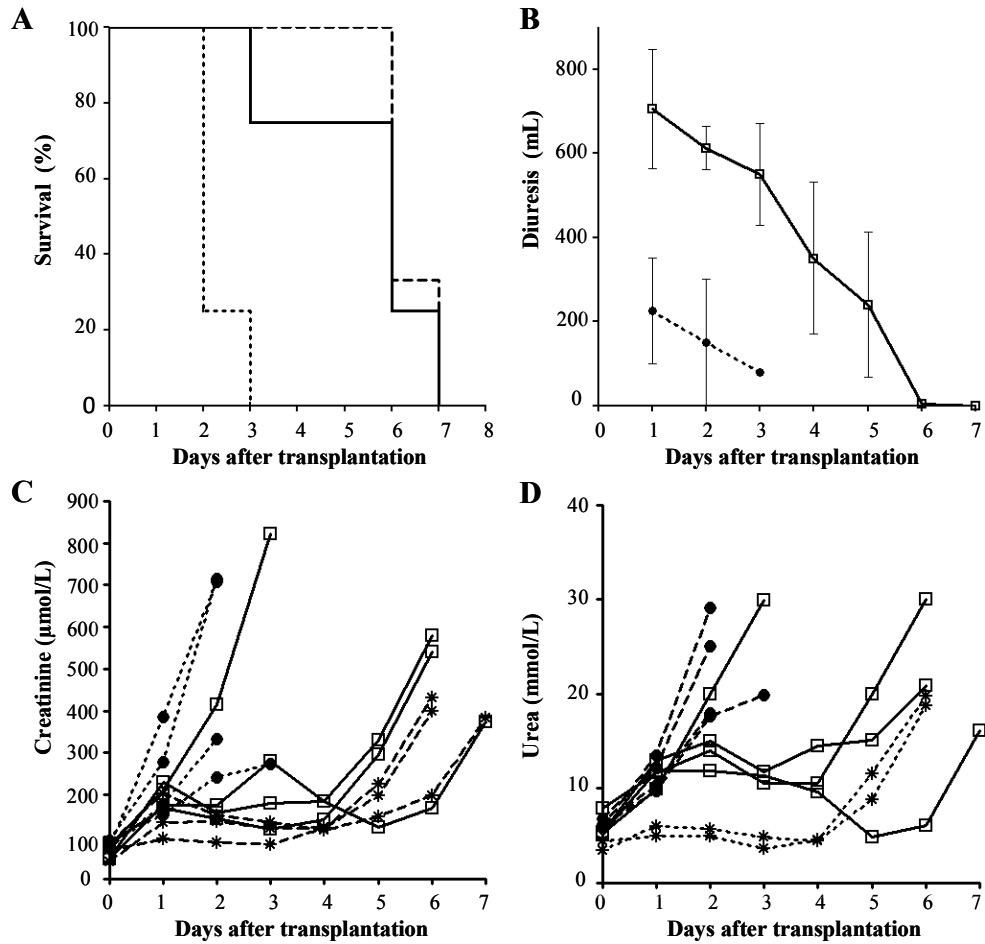 A
100
80
60
40
20
0
Survival (%)
0 1 2 3 4 5 6 7 8
Days after transplantation
B
800
600
400
200
0
Diuresis (mL)
0 1 2 3 4 5 6 7
Days after transplantation
C
900
800
700
600
500
400
300
200
100
0
Creatinine (µmol/L)
0 1 2 3 4 5 6 7
Days after transplantation
D
40
30
20
10
0
Urea (mmol/L)
0 1 2 3 4 5 6 7
Days after transplantation